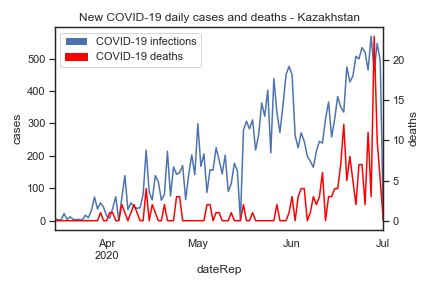 New COVID-19 daily cases and deaths - Kazakhstan
COVID-19 infections
COVID-19 deaths
cases
500
400
300
200
100
0
deaths
20
15
10
5
0
Apr
2020
May
Jun
Jul
dateRep